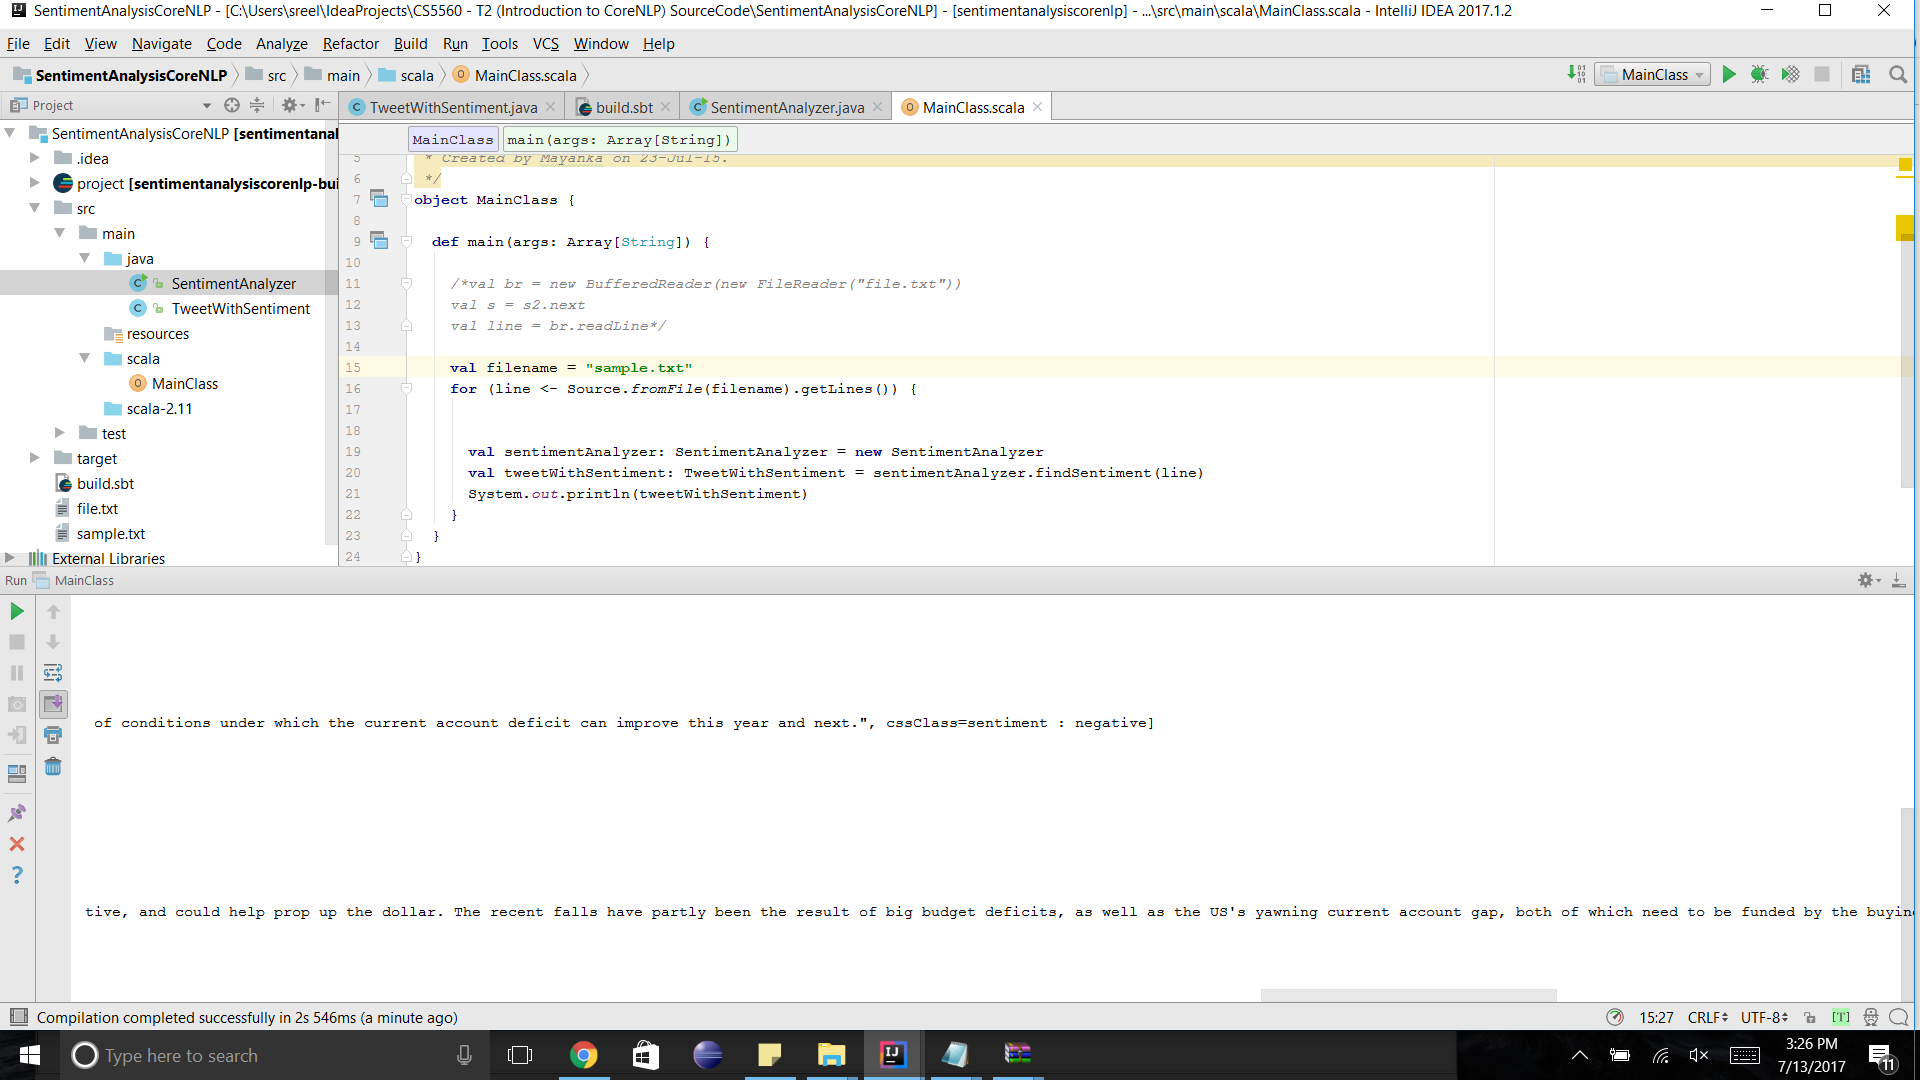 SentimentAnalysisCoreNLP - [C:\Users\sreel\IdeaProjects\CS5560 - T2 (Introduction to CoreNLP) SourceCode\SentimentAnalysisCoreNLP] - [sentimentanalysiscorenlp] - ...\src\main\scala\MainClass.scala - IntelliJ IDEA 2017.1.2
File Edit View Navigate Code Analyze Refactor Build Run Tools VCS Window Help
SentimentAnalysisCoreNLP src main scala MainClass.scala MainClass
Project
TweetWithSentiment.java build.sbt SentimentAnalyzer.java MainClass.scala
SentimentAnalysisCoreNLP [sentimentanal
.idea
project [sentimentanalysiscorenlp-bui
src
main
java
SentimentAnalyzer
TweetWithSentiment
resources
scala
MainClass
scala-2.11
test
target
build.sbt
file.txt
sample.txt
External Libraries
MainClass main(args: Array[String])
5 * Created by Mayanka on 23-Jul-15.
6 */
7 object MainClass {
8
9 def main(args: Array[String]) {
10
11 /*val br = new BufferedReader(new FileReader("file.txt"))
12 val s = s2.next
13 val line = br.readLine*/
14
15 val filename = "sample.txt"
16 for (line <- Source.fromFile(filename).getLines()) {
17
18
19 val sentimentAnalyzer: SentimentAnalyzer = new SentimentAnalyzer
20 val tweetWithSentiment: TweetWithSentiment = sentimentAnalyzer.findSentiment(line)
21 System.out.println(tweetWithSentiment)
22 }
23 }
24 }
Run MainClass
of conditions under which the current account deficit can improve this year and next.", cssClass=sentiment : negative]
tive, and could help prop up the dollar. The recent falls have partly been the result of big budget deficits, as well as the US's yawning current account gap, both of which need to be funded by the buyin
Compilation completed successfully in 2s 546ms (a minute ago)
15:27 CRLF UTF-8 [T]
Type here to search
3:26 PM
7/13/2017
11